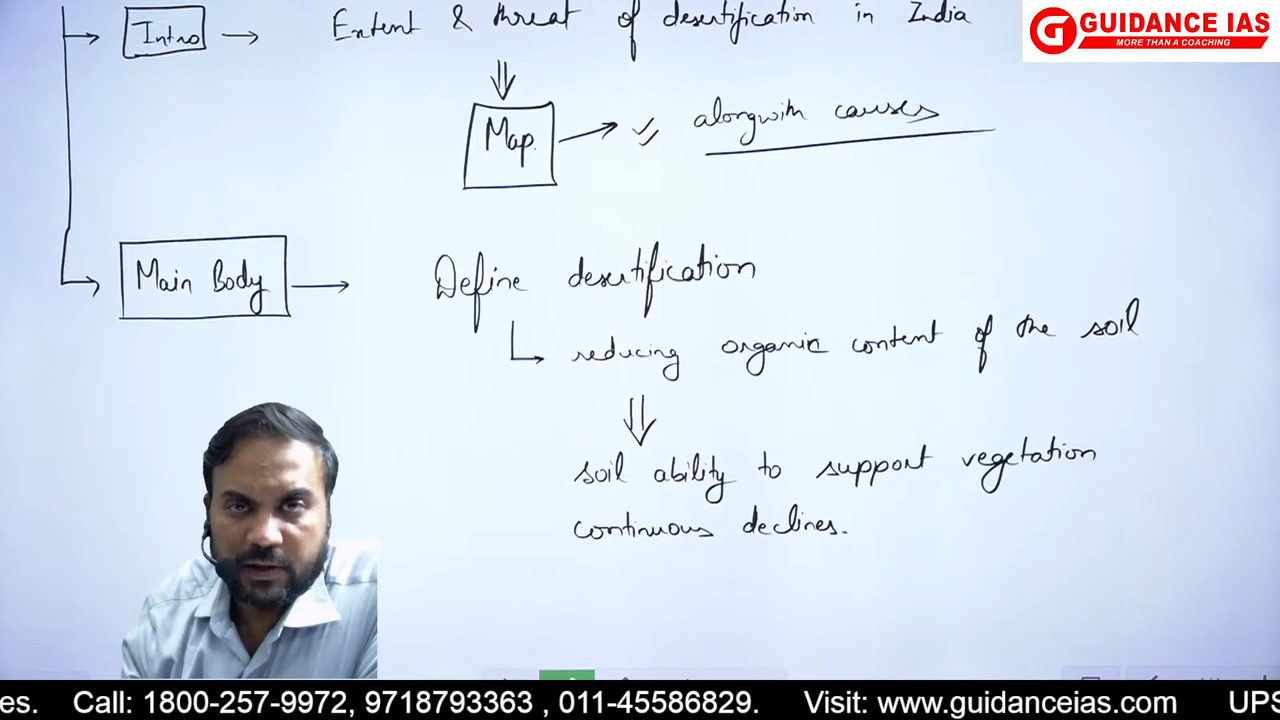 Intro → Extent & threat of desertification in India
GUIDANCE IAS
MORE THAN A COACHING
Map. → alongwith causes
Main Body → Define desertification
reducing organic content of the soil
soil ability to support vegetation
continuous declines.
es. Call: 1800-257-9972, 9718793363 , 011-45586829. Visit: www.guidanceias.com UPS